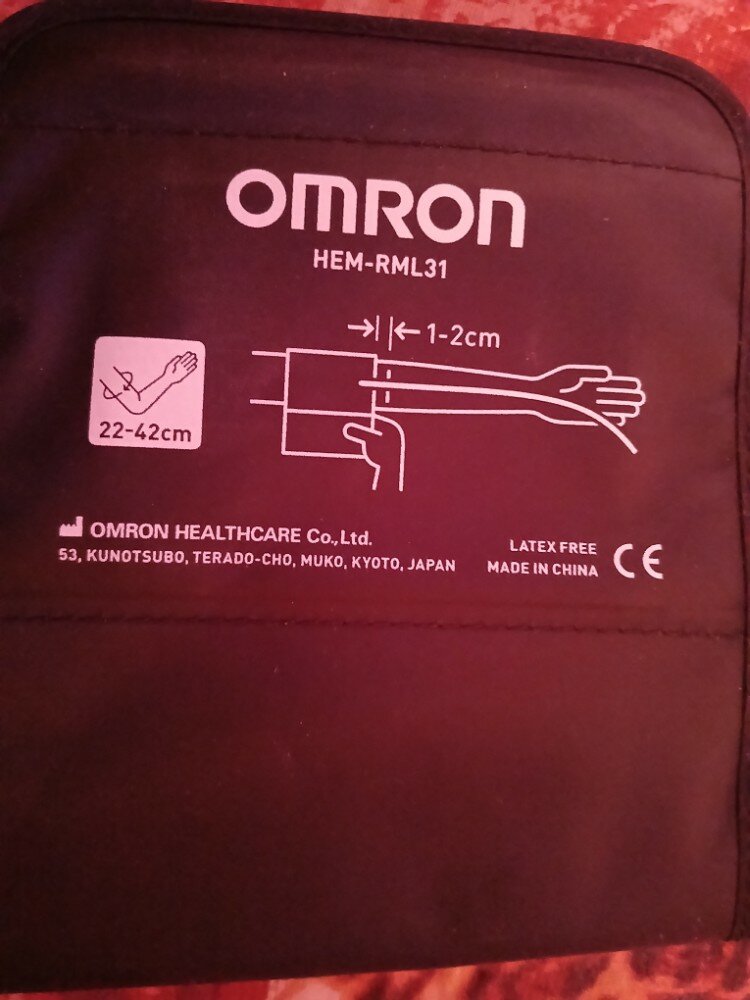 OMRON
HEM-RML31
1-2cm
22-42cm
OMRON HEALTHCARE Co.,Ltd.
53, KUNOTSUBO, TERADO-CHO, MUKO, KYOTO, JAPAN
LATEX FREE
MADE IN CHINA
CE